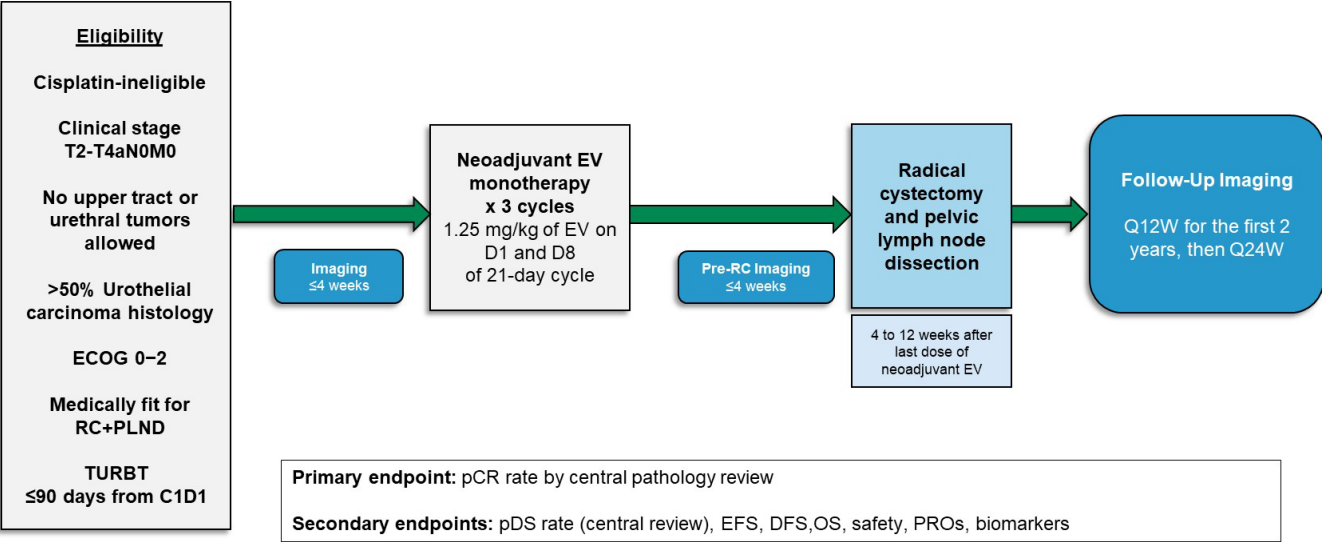 Eligibility
Cisplatin-ineligible
Clinical stage
T2-T4aN0M0
No upper tract or
urethral tumors
allowed
>50% Urothelial
carcinoma histology
ECOG 0−2
Medically fit for
RC+PLND
TURBT
≤90 days from C1D1
Imaging
≤4 weeks
Neoadjuvant EV
monotherapy
x 3 cycles
1.25 mg/kg of EV on
D1 and D8
of 21-day cycle
Pre-RC Imaging
≤4 weeks
Radical
cystectomy
and pelvic
lymph node
dissection
4 to 12 weeks after
last dose of
neoadjuvant EV
Follow-Up Imaging
Q12W for the first 2
years, then Q24W
Primary endpoint: pCR rate by central pathology review
Secondary endpoints: pDS rate (central review), EFS, DFS,OS, safety, PROs, biomarkers